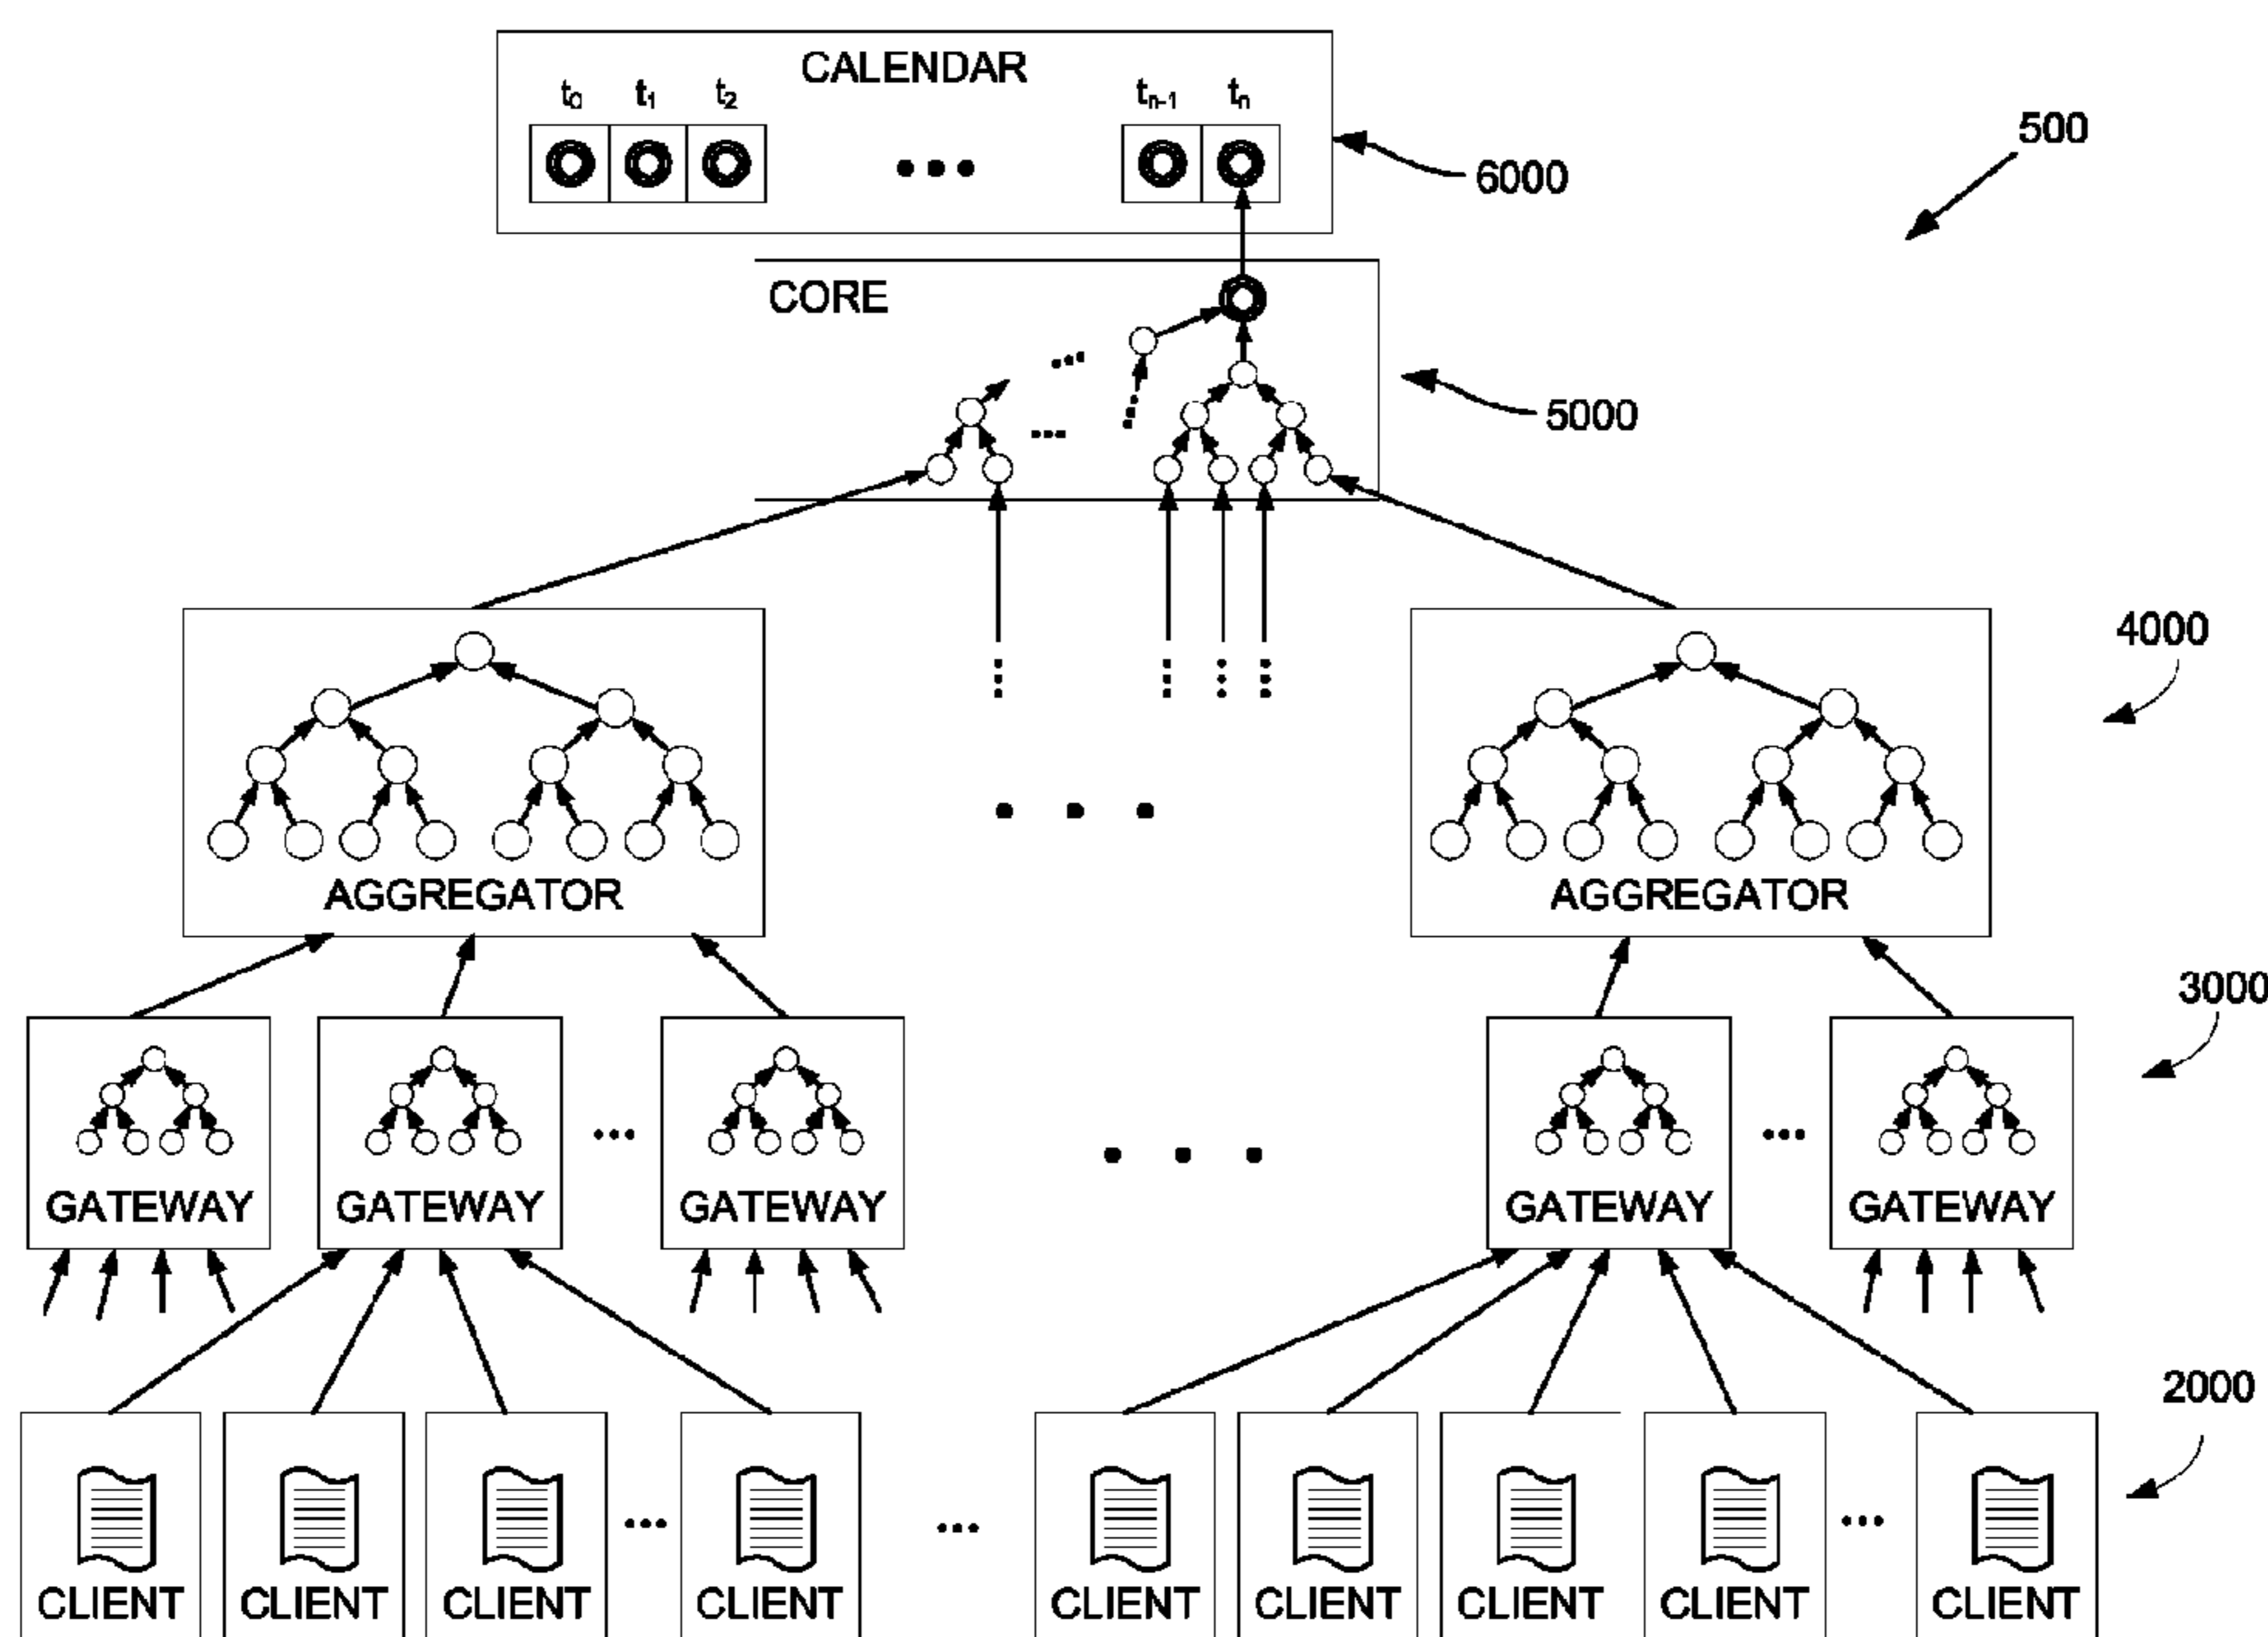 CALENDAR
t0 t1 t2 ... tn-1 tn
500
6000
CORE
...
5000
...
4000
AGGREGATOR AGGREGATOR
3000
... ...
GATEWAY GATEWAY GATEWAY GATEWAY GATEWAY
2000
... ... ...
CLIENT CLIENT CLIENT CLIENT CLIENT CLIENT CLIENT CLIENT CLIENT